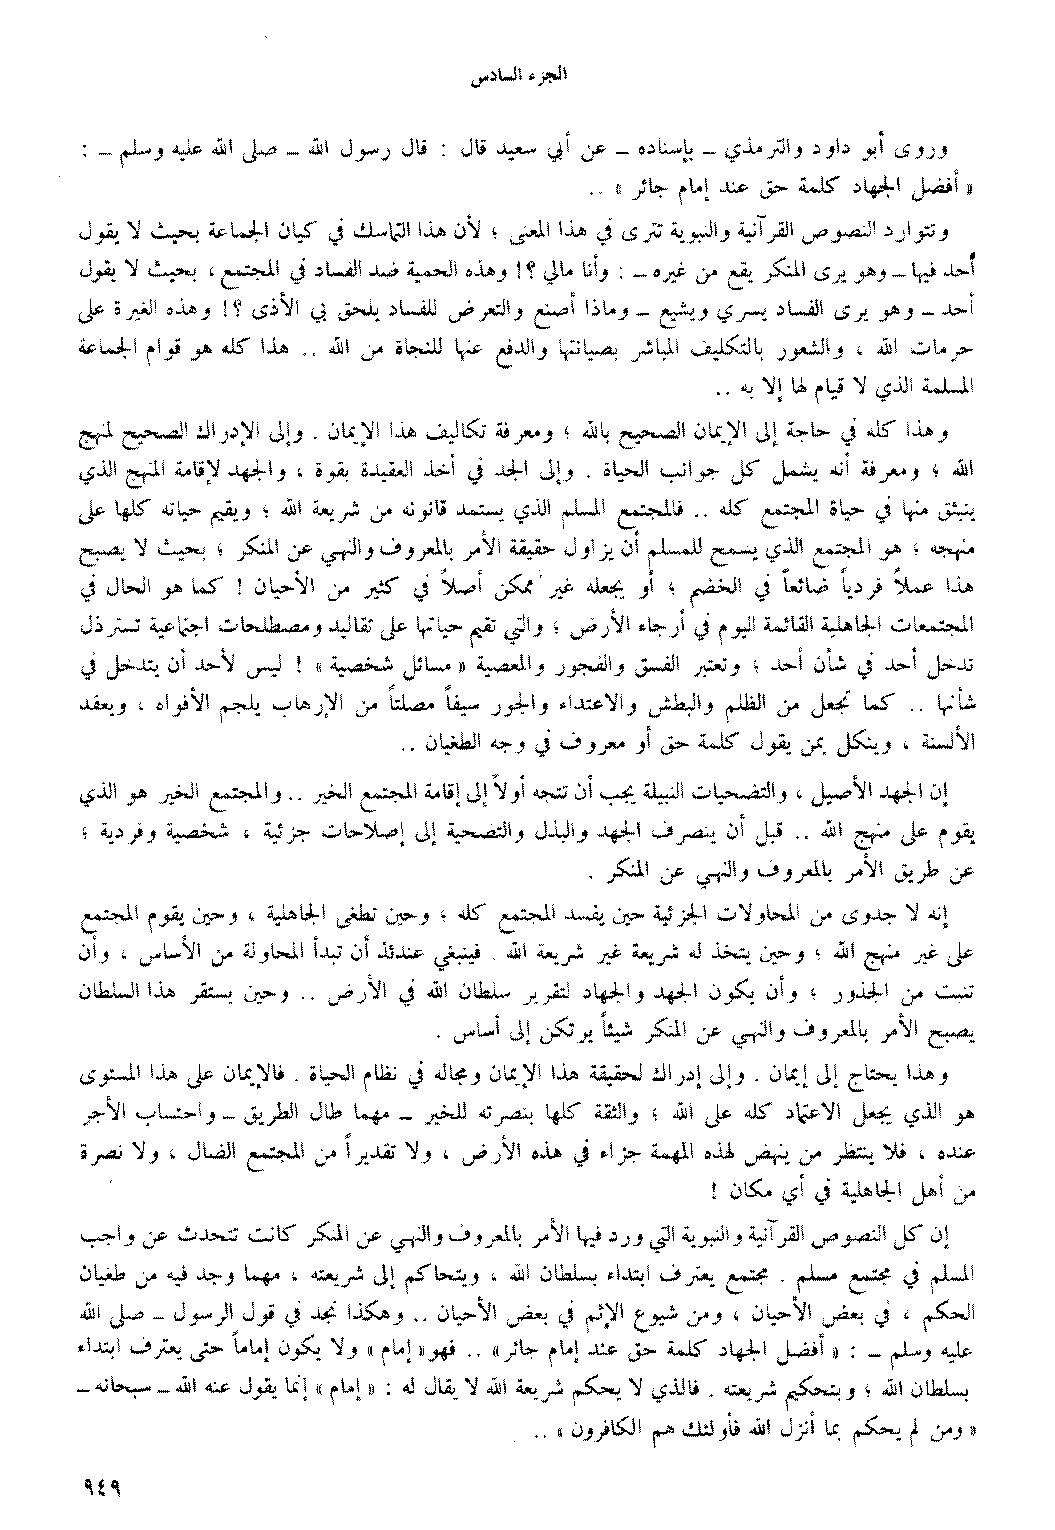 الجزء السادس
وروى أبو داود والترمذي ــ بإسناده ــ عن أبي سعيد قال : قال رسول الله ــ صلى الله عليه وسلم ــ :
« أفضل الجهاد كلمة حق عند إمام جائر » ..
وتتوارد النصوص القرآنية والنبوية تترى في هذا المعنى ؛ لأن هذا التماسك في كيان الجماعة بحيث لا يقول
أحد فيها ــ وهو يرى المنكر يقع من غيره ــ : وأنا مالي ؟! وهذه الحمية ضد الفساد في المجتمع ، بحيث لا يقول
أحد ــ وهو يرى الفساد يسري ويشيع ــ وماذا أصنع والتعرض للفساد يلحق بي الأذى ؟! وهذه الغيرة على
حرمات الله ، والشعور بالتكليف المباشر بصيانتها والدفع عنها للنجاة من الله .. هذا كله هو قوام الجماعة
المسلمة الذي لا قيام لها إلا به ..
وهذا كله في حاجة إلى الإيمان الصحيح بالله ؛ ومعرفة تكاليف هذا الإيمان . وإلى الإدراك الصحيح لمنهج
الله ؛ ومعرفة أنه يشمل كل جوانب الحياة . وإلى الجد في أخذ العقيدة بقوة ، والجهد لإقامة المنهج الذي
ينبثق منها في حياة المجتمع كله .. فالمجتمع المسلم الذي يستمد قانونه من شريعة الله ؛ ويقيم حياته كلها على
منهجه ؛ هو المجتمع الذي يسمح للمسلم أن يزاول حقيقة الأمر بالمعروف والنهي عن المنكر ؛ بحيث لا يصبح
هذا عملاً فردياً ضائعاً في الخضم ؛ أو يجعله غير ممكن أصلاً في كثير من الأحيان ! كما هو الحال في
المجتمعات الجاهلية القائمة اليوم في أرجاء الأرض ؛ والتي تقيم حياتها على تقاليد ومصطلحات اجتماعية تسترذل
تدخل أحد في شأن أحد ؛ وتعتبر الفسق والفجور والمعصية « مسائل شخصية » ! ليس لأحد أن يتدخل في
شأنها .. كما تجعل من الظلم والبطش والاعتداء والجور سيفاً مصلتاً من الإرهاب يلجم الأفواه ، ويعقد
الألسنة ، وينكل بمن يقول كلمة حق أو معروف في وجه الطغيان ..
إن الجهد الأصيل ، والتضحيات النبيلة يجب أن تتجه أولاً إلى إقامة المجتمع الخير .. والمجتمع الخير هو الذي
يقوم على منهج الله .. قبل أن ينصرف الجهد والبذل والتضحية إلى إصلاحات جزئية ، شخصية وفردية ؛
عن طريق الأمر بالمعروف والنهي عن المنكر .
إنه لا جدوى من المحاولات الجزئية حين يفسد المجتمع كله ؛ وحين تطغى الجاهلية ، وحين يقوم المجتمع
على غير منهج الله ؛ وحين يتخذ له شريعة غير شريعة الله . فينبغي عندئذ أن تبدأ المحاولة من الأساس ، وأن
تنبت من الجذور ؛ وأن يكون الجهد والجهاد لتقرير سلطان الله في الأرض .. وحين يستقر هذا السلطان
يصبح الأمر بالمعروف والنهي عن المنكر شيئاً يرتكن إلى أساس .
وهذا يحتاج إلى إيمان . وإلى إدراك لحقيقة هذا الإيمان ومجاله في نظام الحياة . فالإيمان على هذا المستوى
هو الذي يجعل الاعتماد كله على الله ؛ والثقة كلها بنصرته للخير ــ مهما طال الطريق ــ واحتساب الأجر
عنده ، فلا ينتظر من ينهض لهذه المهمة جزاء في هذه الأرض ، ولا تقديراً من المجتمع الضال ، ولا نصرة
من أهل الجاهلية في أي مكان !
إن كل النصوص القرآنية والنبوية التي ورد فيها الأمر بالمعروف والنهي عن المنكر كانت تتحدث عن واجب
المسلم في مجتمع مسلم . مجتمع يعترف ابتداء بسلطان الله ، ويتحاكم إلى شريعته ، مهما وجد فيه من طغيان
الحكم ، في بعض الأحيان ، ومن شيوع الإثم في بعض الأحيان .. وهكذا نجد في قول الرسول ــ صلى الله
عليه وسلم ــ : « أفضل الجهاد كلمة حق عند إمام جائر » .. فهو « إمام » ولا يكون إماماً حتى يعترف ابتداء
بسلطان الله ؛ وبتحكيم شريعته . فالذي لا يحكم شريعة الله لا يقال له : « إمام » إنما يقول عنه الله ــ سبحانه ــ
« ومن لم يحكم بما أنزل الله فأولئك هم الكافرون » ..
٩٤٩